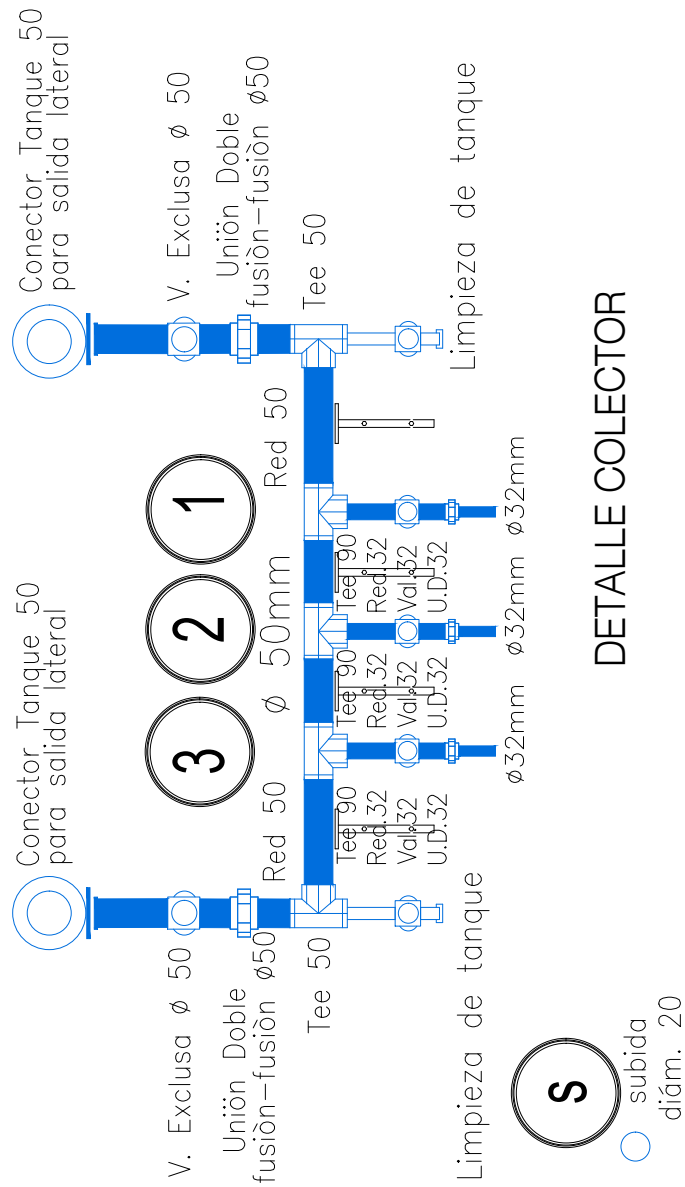 Conector Tanque 50
para salida lateral
V. Exclusa ø 50
Uniön Doble
fusiòn-fusiòn ø50
Tee 50
Limpieza de tanque
Red 50
3
2
1
ø 50mm
Red 50
Conector Tanque 50
para salida lateral
V. Exclusa ø 50
Uniön Doble
fusiòn-fusiòn ø50
Tee 50
Limpieza de tanque
Tee 90
Red.32
Val.32
U.D.32
ø32mm
Tee 90
Red.32
Val.32
U.D.32
ø32mm
Tee 90
Red.32
Val.32
U.D.32
ø32mm
DETALLE COLECTOR
S
subida
diám. 20